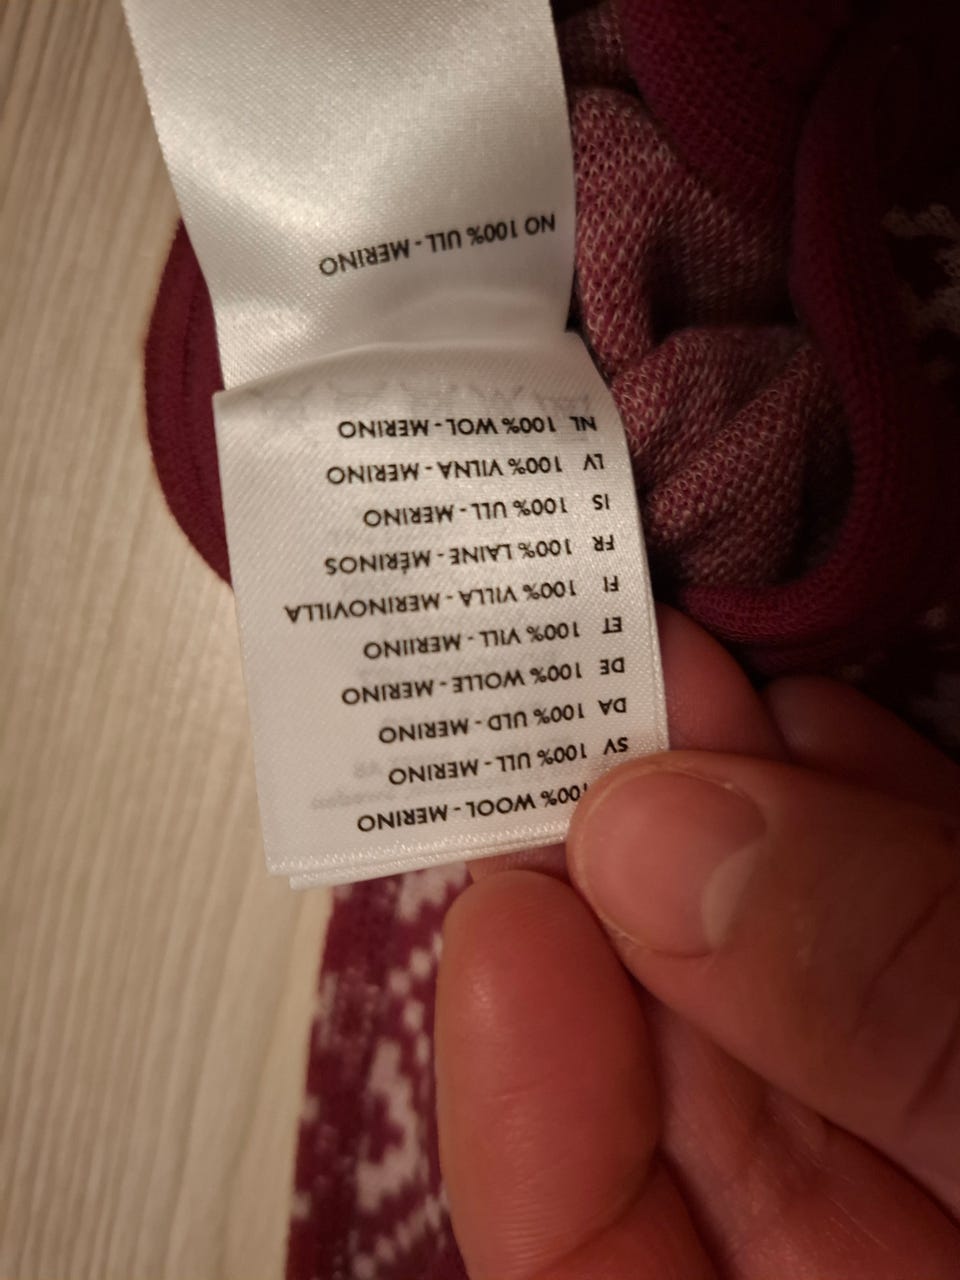 100% WOOL - MERINO
SV 100% ULL - MERINO
DA 100% ULD - MERINO
DE 100% WOLLE - MERINO
ET 100% VILL - MERIINO
FI 100% VILLA - MERINOVILLA
FR 100% LAINE - MÉRINOS
IS 100% ULL - MERINO
LV 100% VILNA - MERINO
NL 100% WOL - MERINO
NO 100% ULL - MERINO